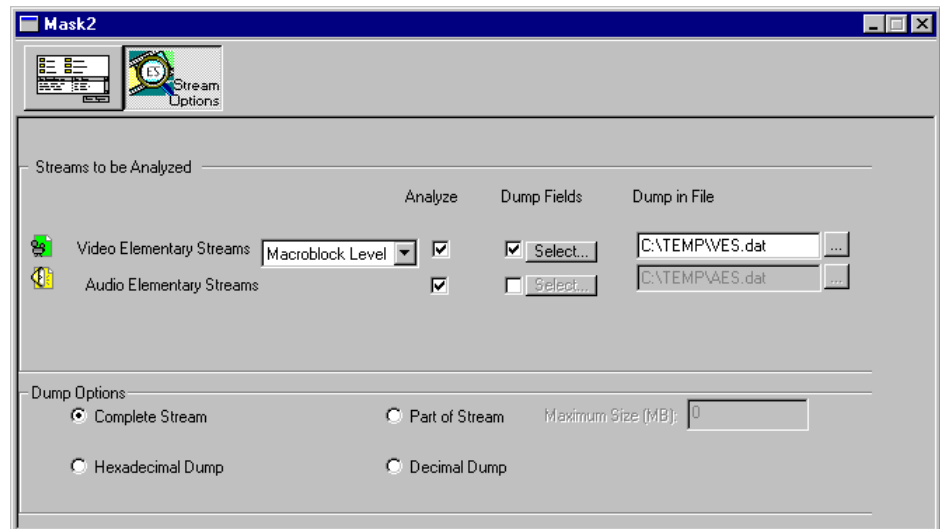 Mask2
ES
Stream
Options
Streams to be Analyzed
Analyze Dump Fields Dump in File
Video Elementary Streams Macroblock Level Select... C:\TEMP\VES.dat ...
Audio Elementary Streams Select... C:\TEMP\AES.dat ...
Dump Options
Complete Stream Part of Stream Maximum Size (MB): 0
Hexadecimal Dump Decimal Dump